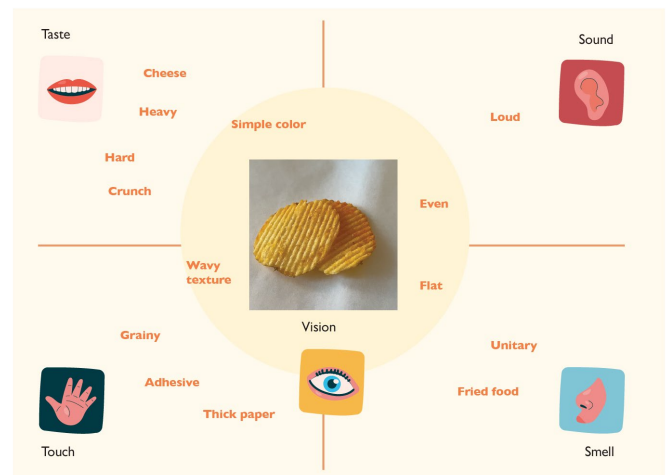 Taste
Cheese
Heavy
Hard
Crunch
Sound
Loud
Simple color
Even
Flat
Wavy
texture
Vision
Grainy
Adhesive
Thick paper
Touch
Unitary
Fried food
Smell